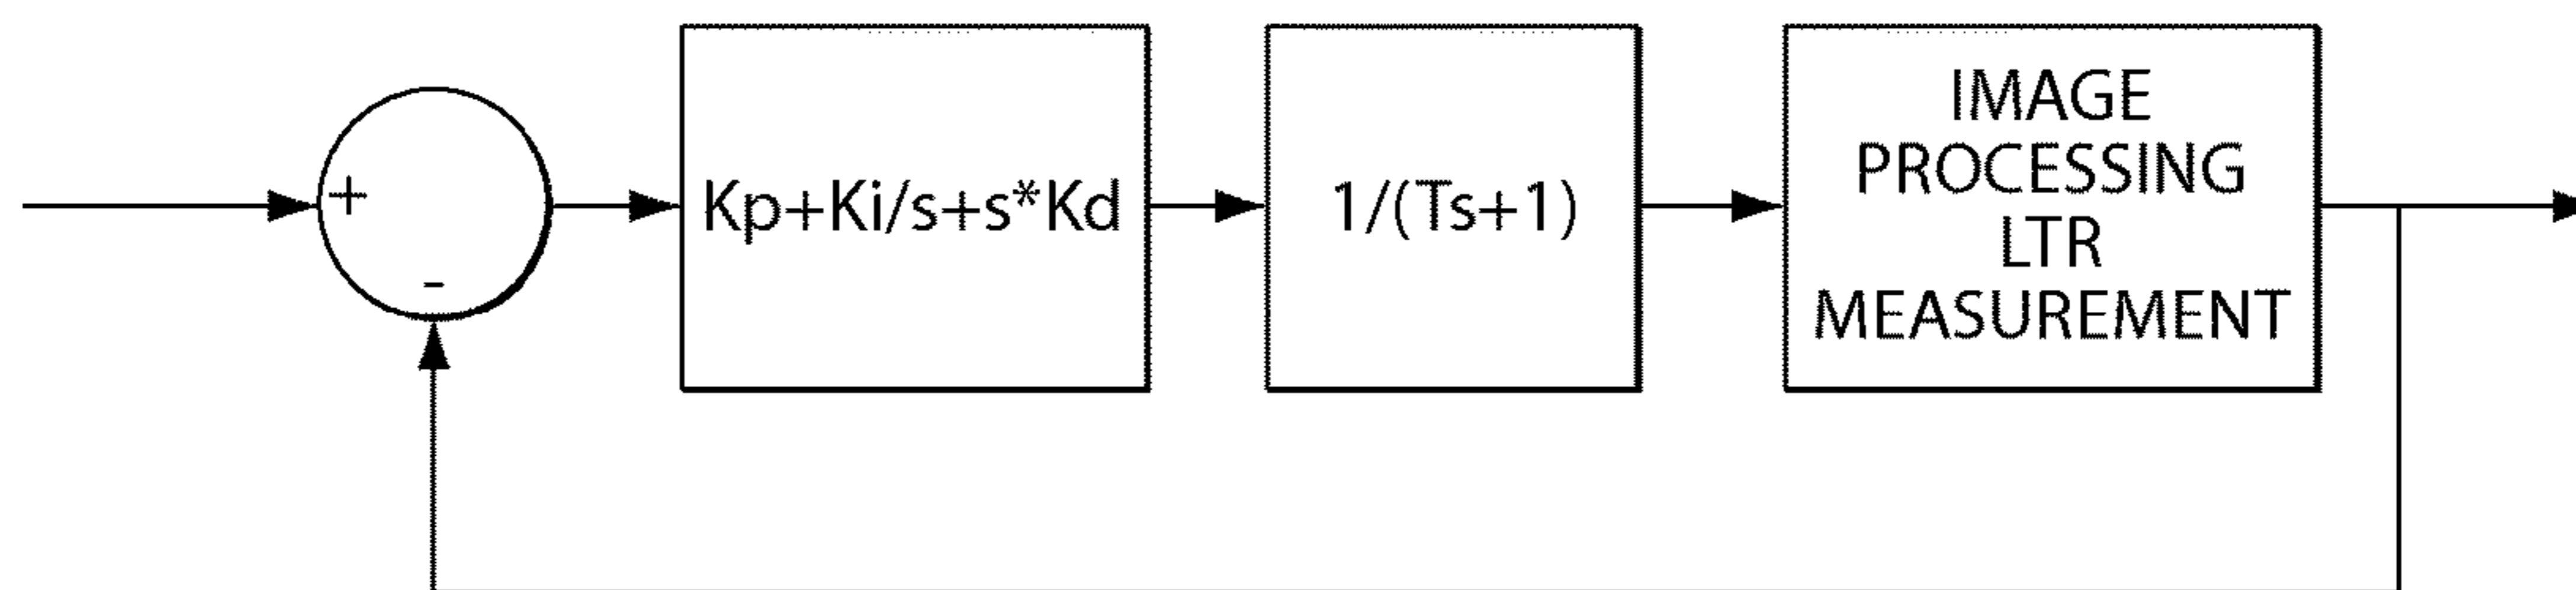 +
-
Kp+Ki/s+s*Kd
1/(Ts+1)
IMAGE
PROCESSING
LTR
MEASUREMENT